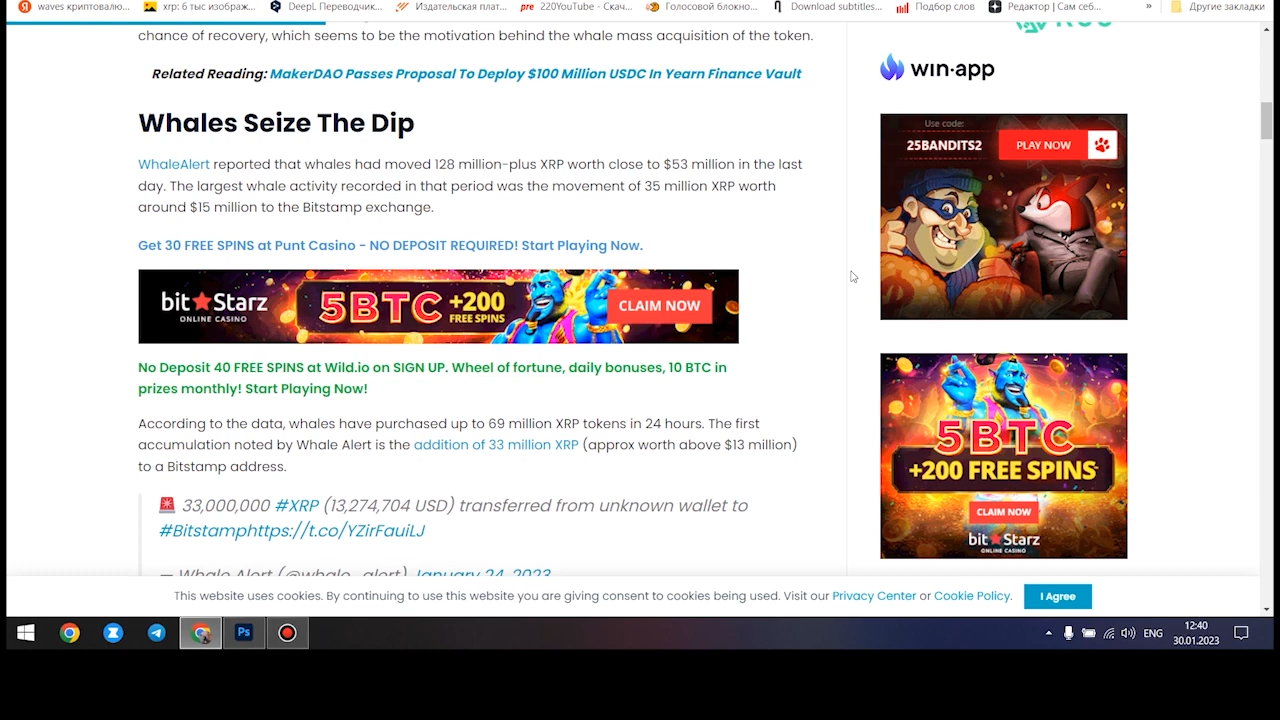 waves криптовалю...
xrp: 6 тыс изображ...
DeepL Переводчик...
Издательская плат...
220YouTube - Скач...
Голосовой блокно...
Download subtitles...
Подбор слов
Редактор | Сам себ...
»
Другие закладки
chance of recovery, which seems to be the motivation behind the whale mass acquisition of the token.
Related Reading: MakerDAO Passes Proposal To Deploy $100 Million USDC In Yearn Finance Vault
Whales Seize The Dip
WhaleAlert reported that whales had moved 128 million-plus XRP worth close to $53 million in the last
day. The largest whale activity recorded in that period was the movement of 35 million XRP worth
around $15 million to the Bitstamp exchange.
Get 30 FREE SPINS at Punt Casino - NO DEPOSIT REQUIRED! Start Playing Now.
bit★Starz
ONLINE CASINO
5BTC
+200
FREE SPINS
CLAIM NOW
No Deposit 40 FREE SPINS at Wild.io on SIGN UP. Wheel of fortune, daily bonuses, 10 BTC in
prizes monthly! Start Playing Now!
According to the data, whales have purchased up to 69 million XRP tokens in 24 hours. The first
accumulation noted by Whale Alert is the addition of 33 million XRP (approx worth above $13 million)
to a Bitstamp address.
🚨 33,000,000 #XRP (13,274,704 USD) transferred from unknown wallet to
#Bitstamphttps://t.co/YZirFauiLJ
— Whale Alert (@whale_alert) January 24, 2023
win·app
Use code:
25BANDITS2
PLAY NOW
5BTC
+200 FREE SPINS
CLAIM NOW
bit★Starz
ONLINE CASINO
This website uses cookies. By continuing to use this website you are giving consent to cookies being used. Visit our Privacy Center or Cookie Policy.
I Agree
Ps
ENG
12:40
30.01.2023